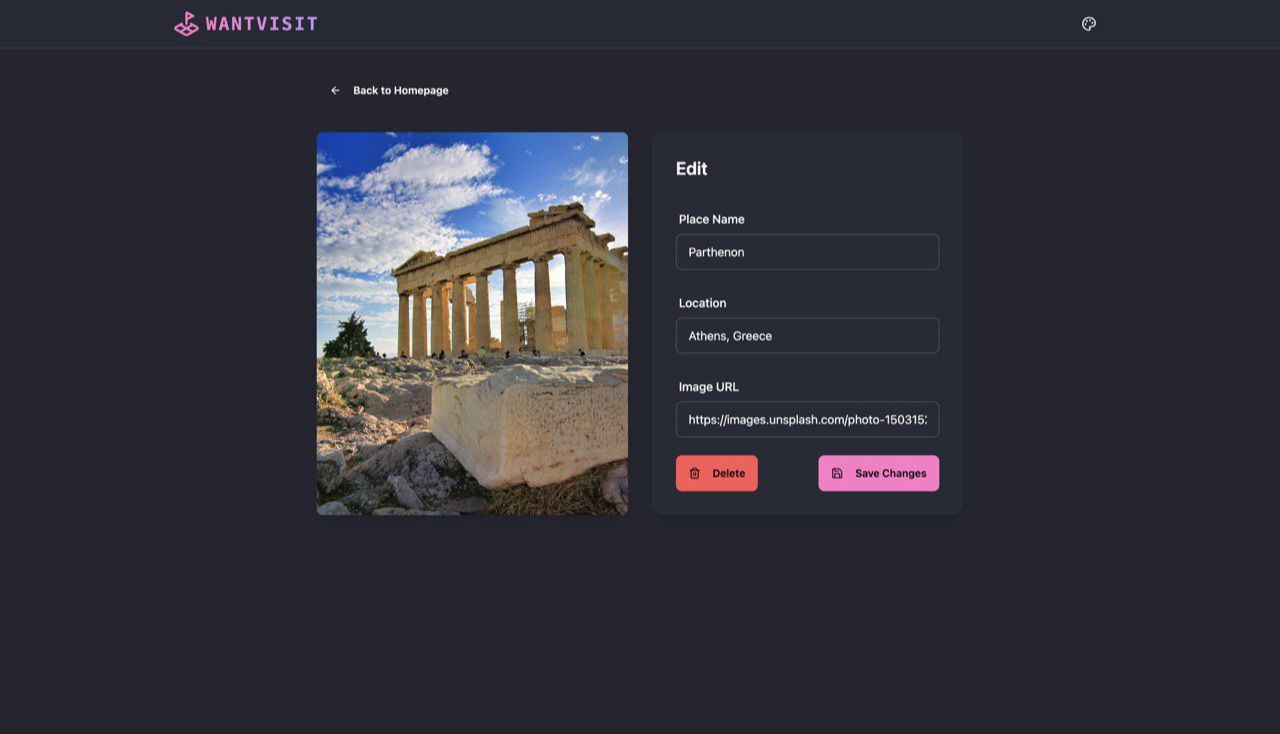 WANTVISIT
Back to Homepage
Edit
Place Name
Parthenon
Location
Athens, Greece
Image URL
https://images.unsplash.com/photo-150315
Delete
Save Changes